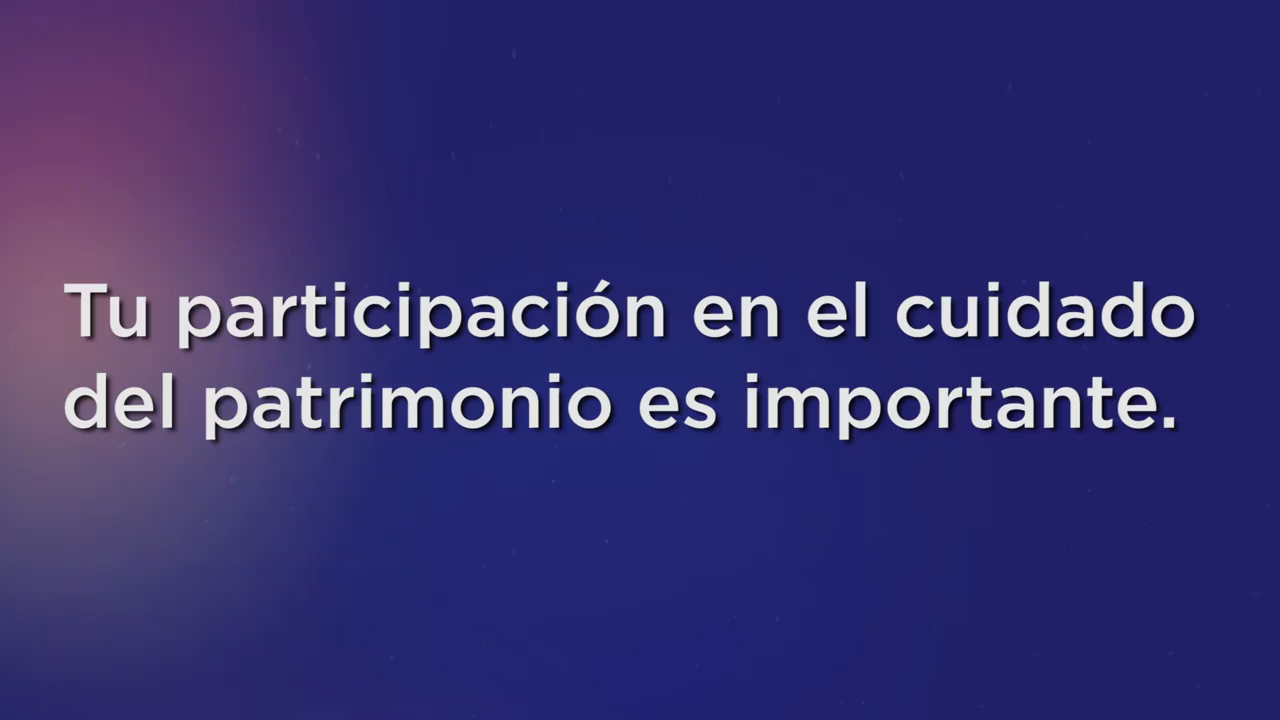 Tu participación en el cuidado
del patrimonio es importante.